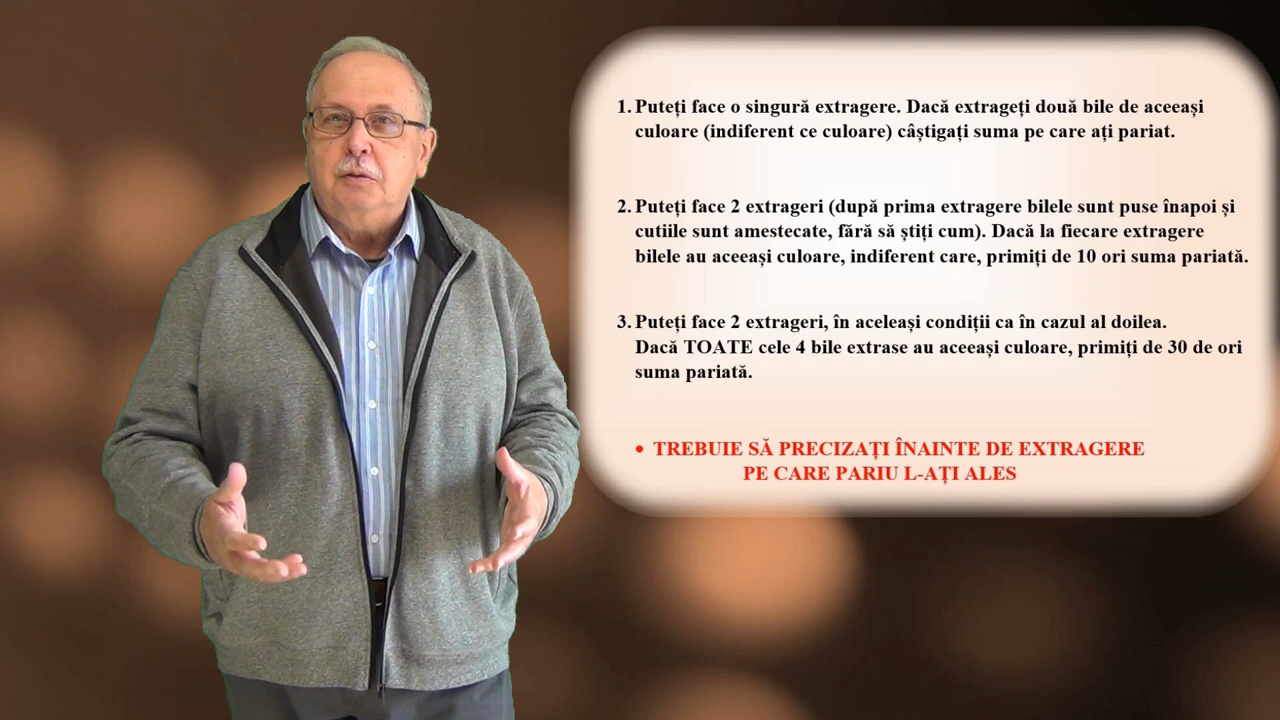 1. Puteți face o singură extragere. Dacă extrageți două bile de aceeași
culoare (indiferent ce culoare) câștigați suma pe care ați pariat.
2. Puteți face 2 extrageri (după prima extragere bilele sunt puse înapoi și
cutiile sunt amestecate, fără să știți cum). Dacă la fiecare extragere
bilele au aceeași culoare, indiferent care, primiți de 10 ori suma pariată.
3. Puteți face 2 extrageri, în aceleași condiții ca în cazul al doilea.
Dacă TOATE cele 4 bile extrase au aceeași culoare, primiți de 30 de ori
suma pariată.
• TREBUIE SĂ PRECIZAȚI ÎNAINTE DE EXTRAGERE
PE CARE PARIU L-AȚI ALES